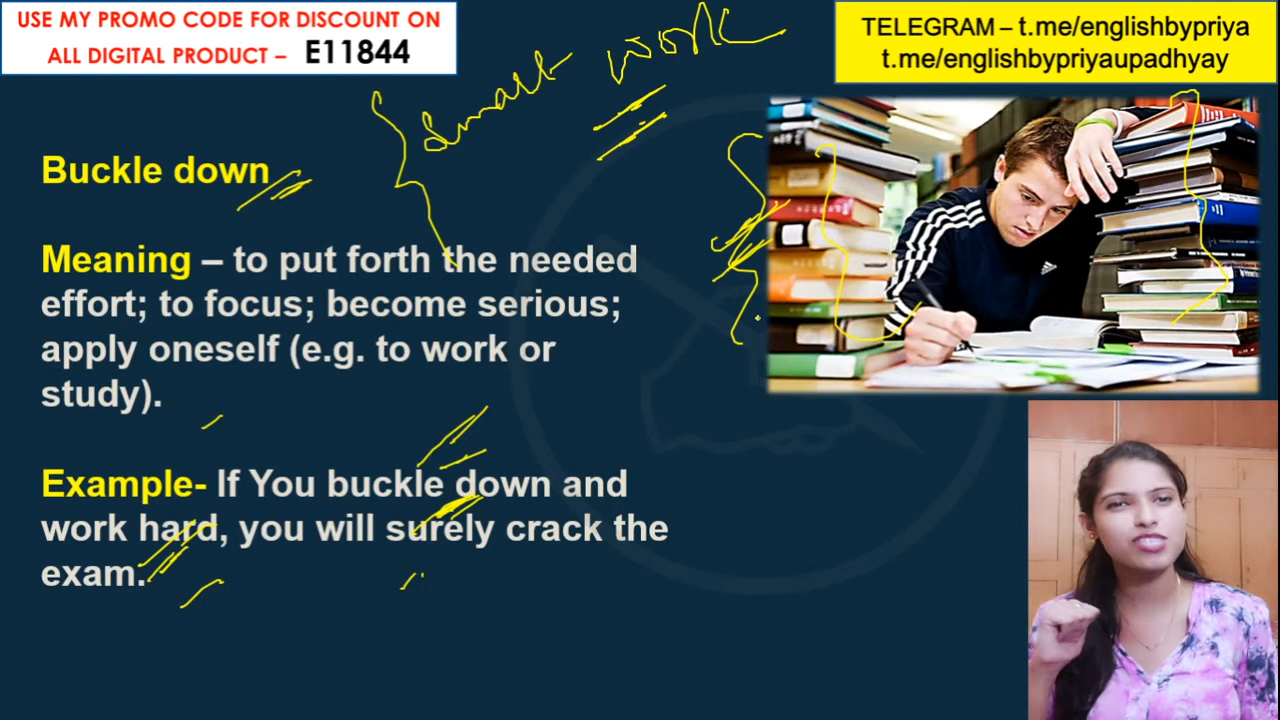 USE MY PROMO CODE FOR DISCOUNT ON
ALL DIGITAL PRODUCT – E11844
TELEGRAM – t.me/englishbypriya
t.me/englishbypriyaupadhyay
Smart work
Buckle down
Meaning – to put forth the needed
effort; to focus; become serious;
apply oneself (e.g. to work or
study).
Example- If You buckle down and
work hard, you will surely crack the
exam.